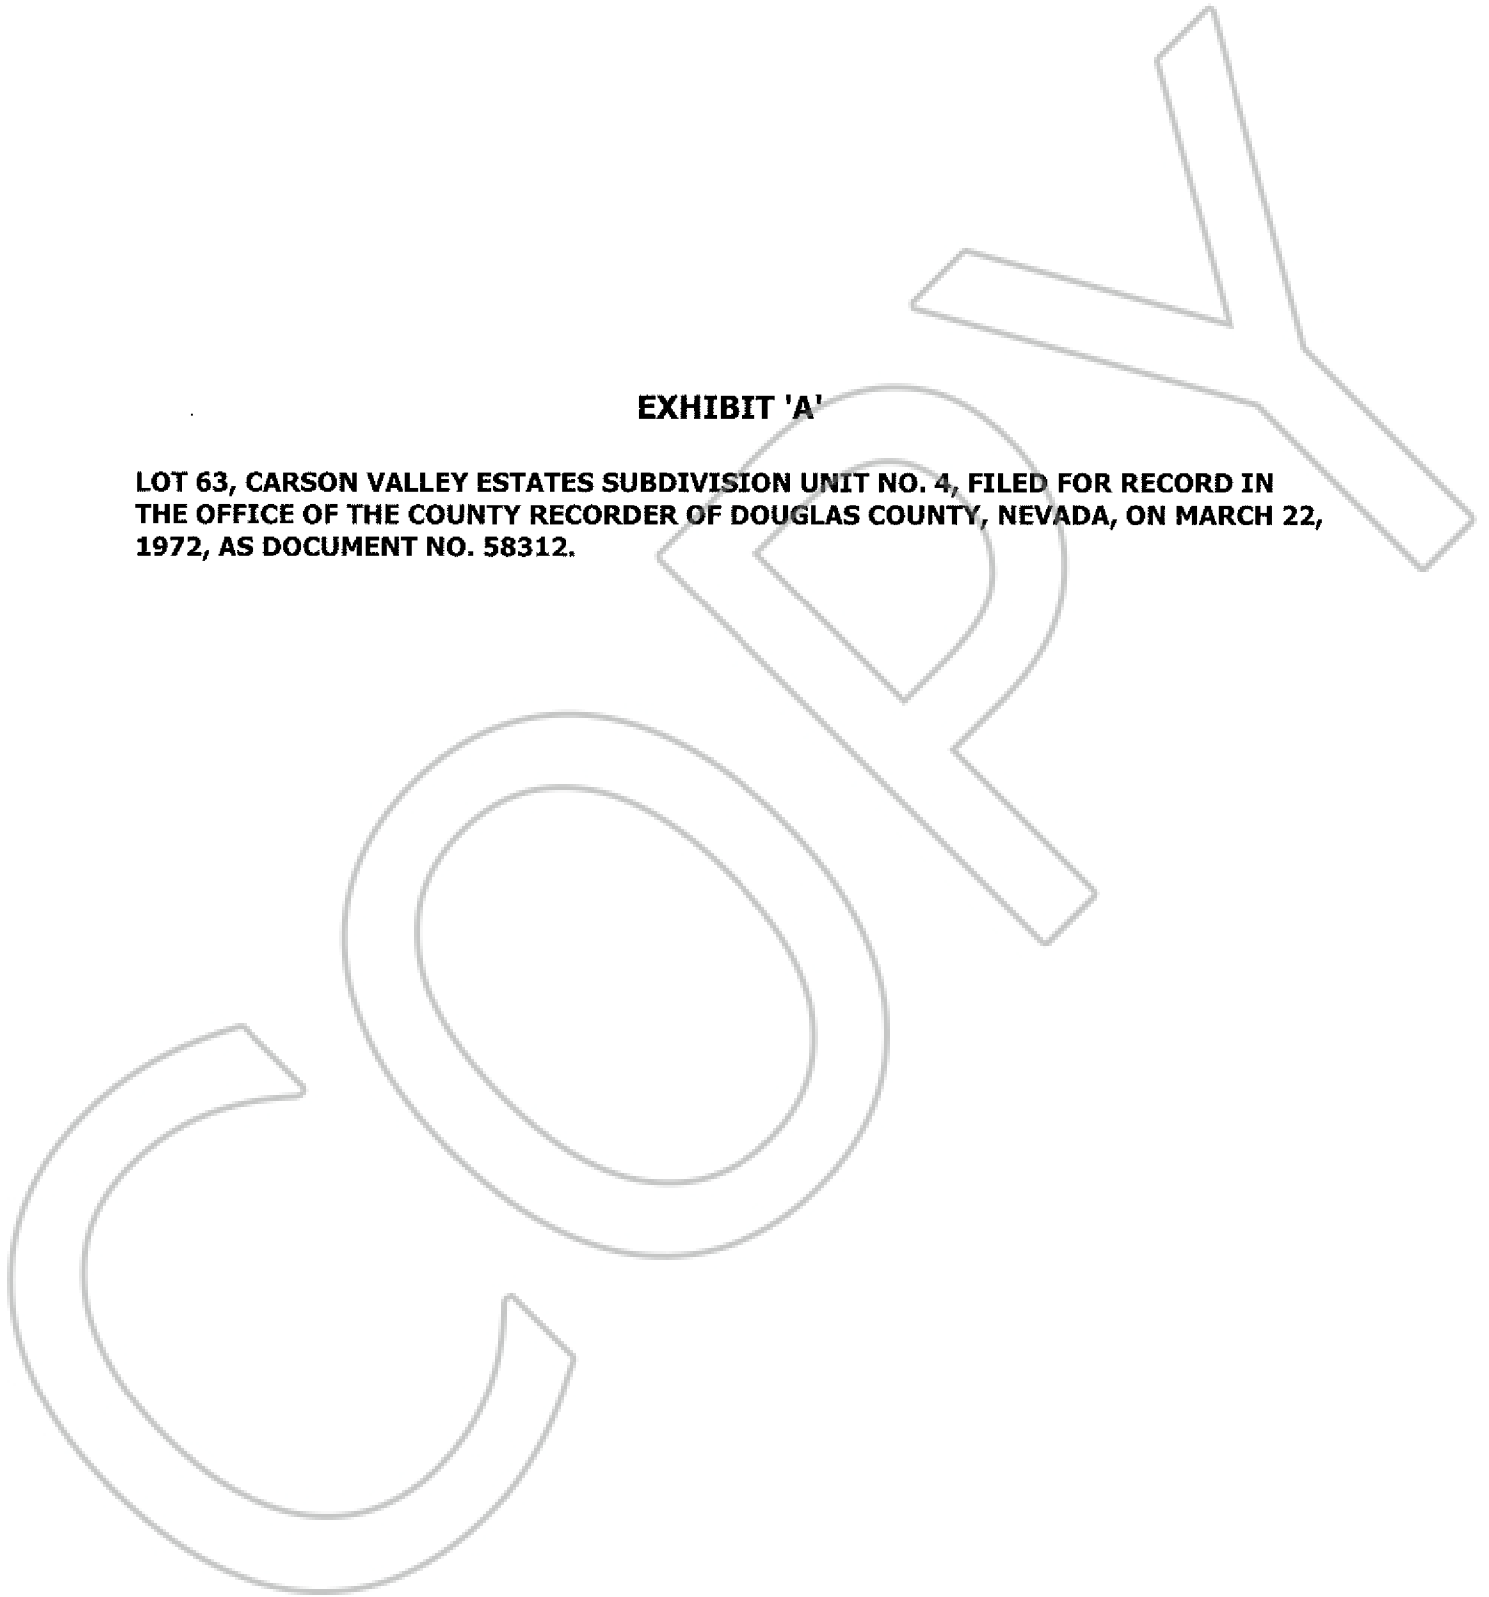 EXHIBIT 'A'
LOT 63, CARSON VALLEY ESTATES SUBDIVISION UNIT NO. 4, FILED FOR RECORD IN
THE OFFICE OF THE COUNTY RECORDER OF DOUGLAS COUNTY, NEVADA, ON MARCH 22,
1972, AS DOCUMENT NO. 58312.
COPY